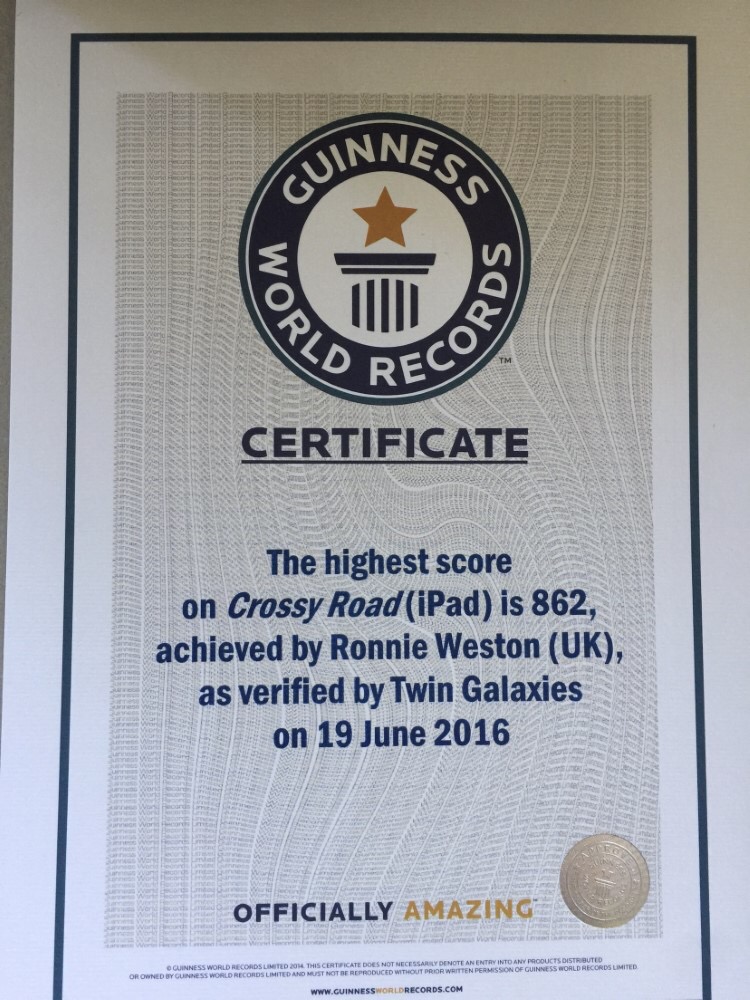 GUINNESS
WORLD RECORDS
TM
CERTIFICATE
The highest score
on Crossy Road (iPad) is 862,
achieved by Ronnie Weston (UK),
as verified by Twin Galaxies
on 19 June 2016
OFFICIALLY AMAZING
© GUINNESS WORLD RECORDS LIMITED 2014. THIS CERTIFICATE DOES NOT NECESSARILY DENOTE AN ENTRY INTO ANY PRODUCTS DISTRIBUTED
OR OWNED BY GUINNESS WORLD RECORDS LIMITED AND MUST NOT BE REPRODUCED WITHOUT PRIOR WRITTEN PERMISSION OF GUINNESS WORLD RECORDS LIMITED.
WWW.GUINNESSWORLDRECORDS.COM